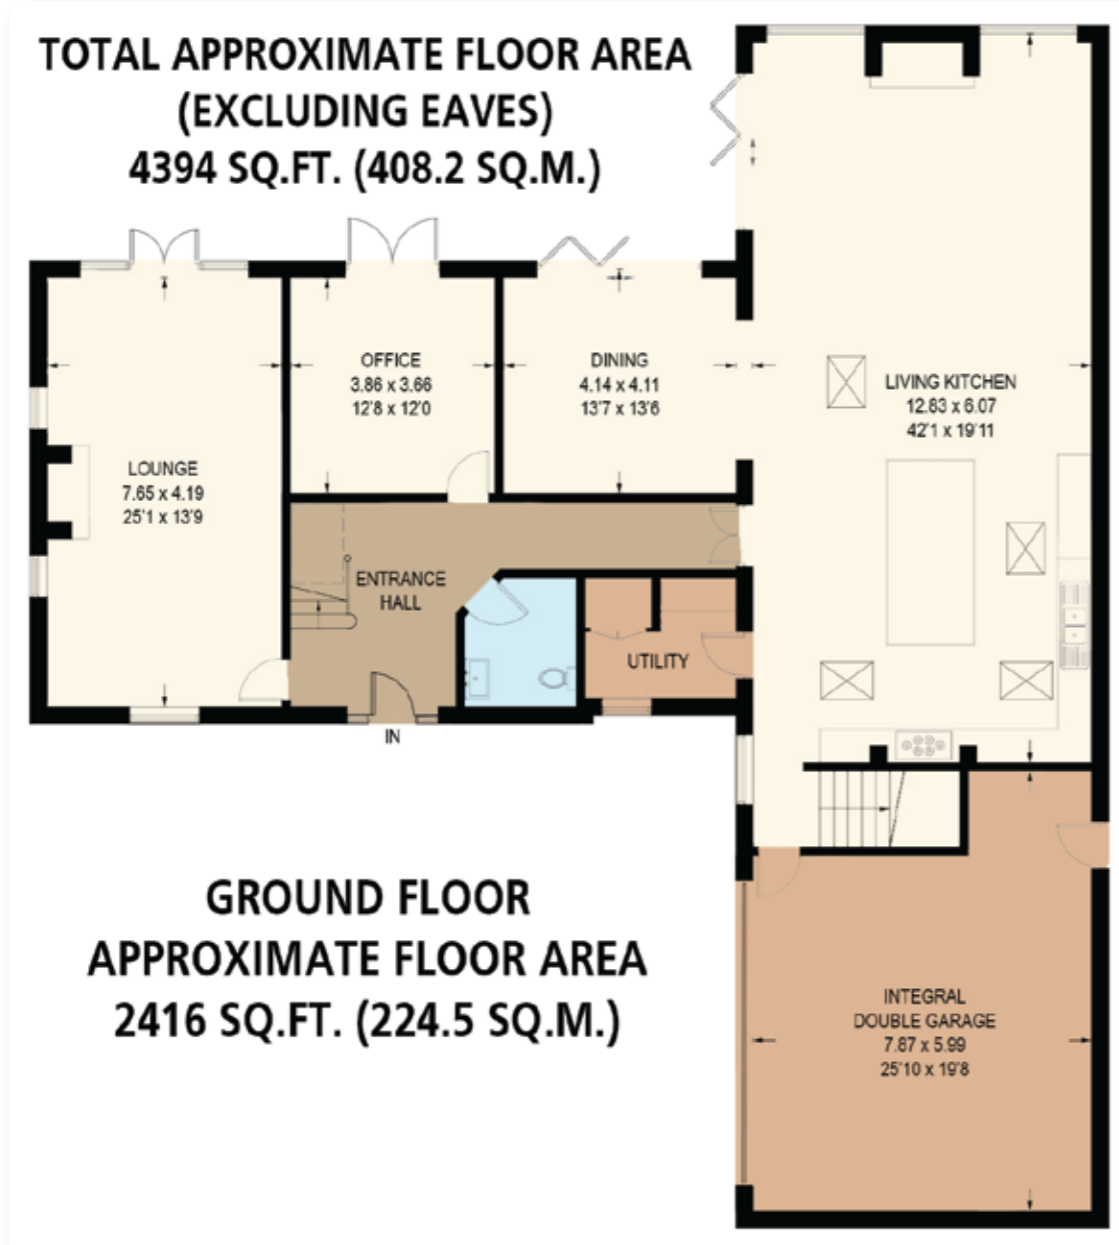 TOTAL APPROXIMATE FLOOR AREA
(EXCLUDING EAVES)
4394 SQ.FT. (408.2 SQ.M.)
OFFICE
3.86 x 3.66
12'8 x 12'0
DINING
4.14 x 4.11
13'7 x 13'6
LIVING KITCHEN
12.83 x 6.07
42'1 x 19'11
LOUNGE
7.65 x 4.19
25'1 x 13'9
ENTRANCE
HALL
UTILITY
IN
GROUND FLOOR
APPROXIMATE FLOOR AREA
2416 SQ.FT. (224.5 SQ.M.)
INTEGRAL
DOUBLE GARAGE
7.87 x 5.99
25'10 x 19'8